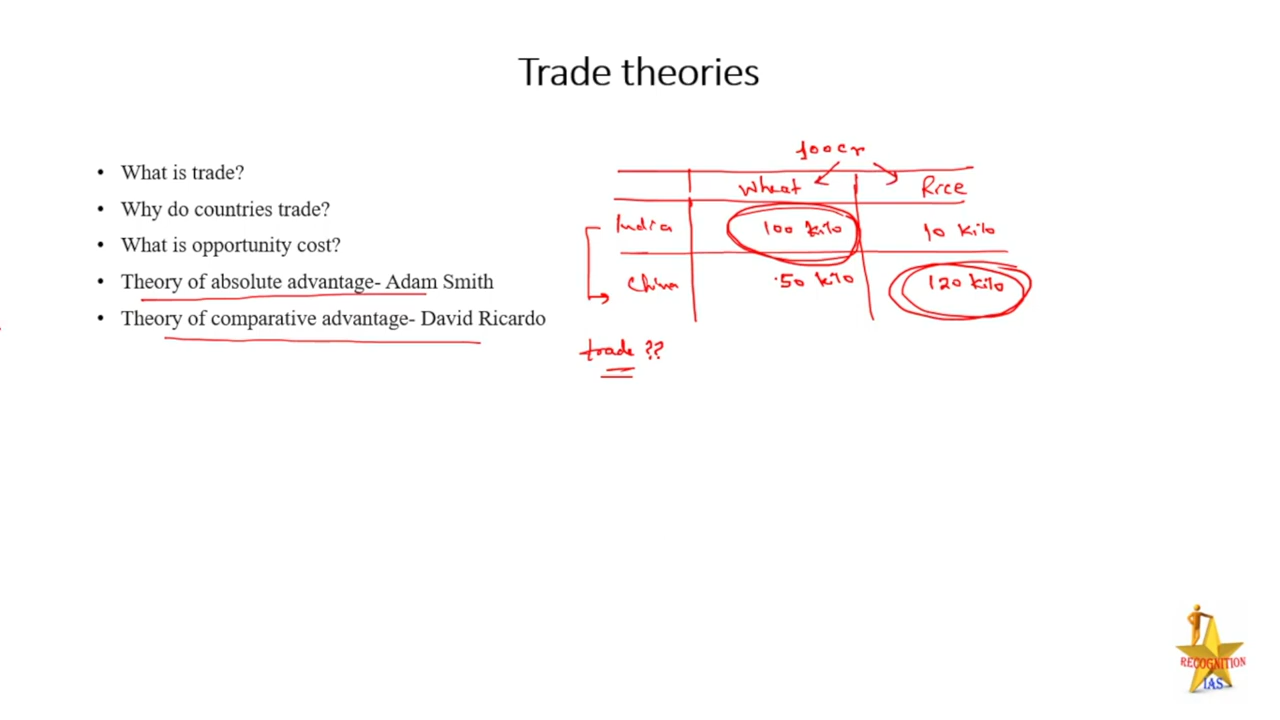 Trade theories
• What is trade?
• Why do countries trade?
• What is opportunity cost?
• Theory of absolute advantage- Adam Smith
• Theory of comparative advantage- David Ricardo
100cr
Wheat Rice
India 100 kilo 10 kilo
China 50 kilo 120 kilo
trade ??
RECOGNITION
IAS